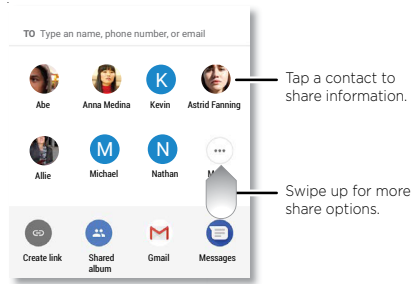 TO Type an name, phone number, or email
Abe Anna Medina Kevin Astrid Fanning
Tap a contact to
share information.
K
M N
Allie Michael Nathan
Swipe up for more
share options.
Create link Shared album Gmail Messages